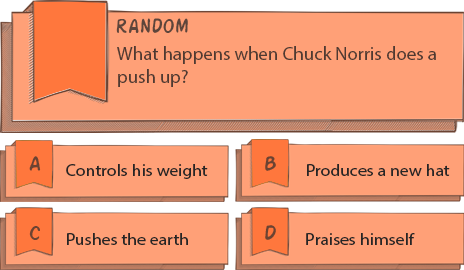 RANDOM
What happens when Chuck Norris does a
push up?
A
Controls his weight
B
Produces a new hat
C
Pushes the earth
D
Praises himself